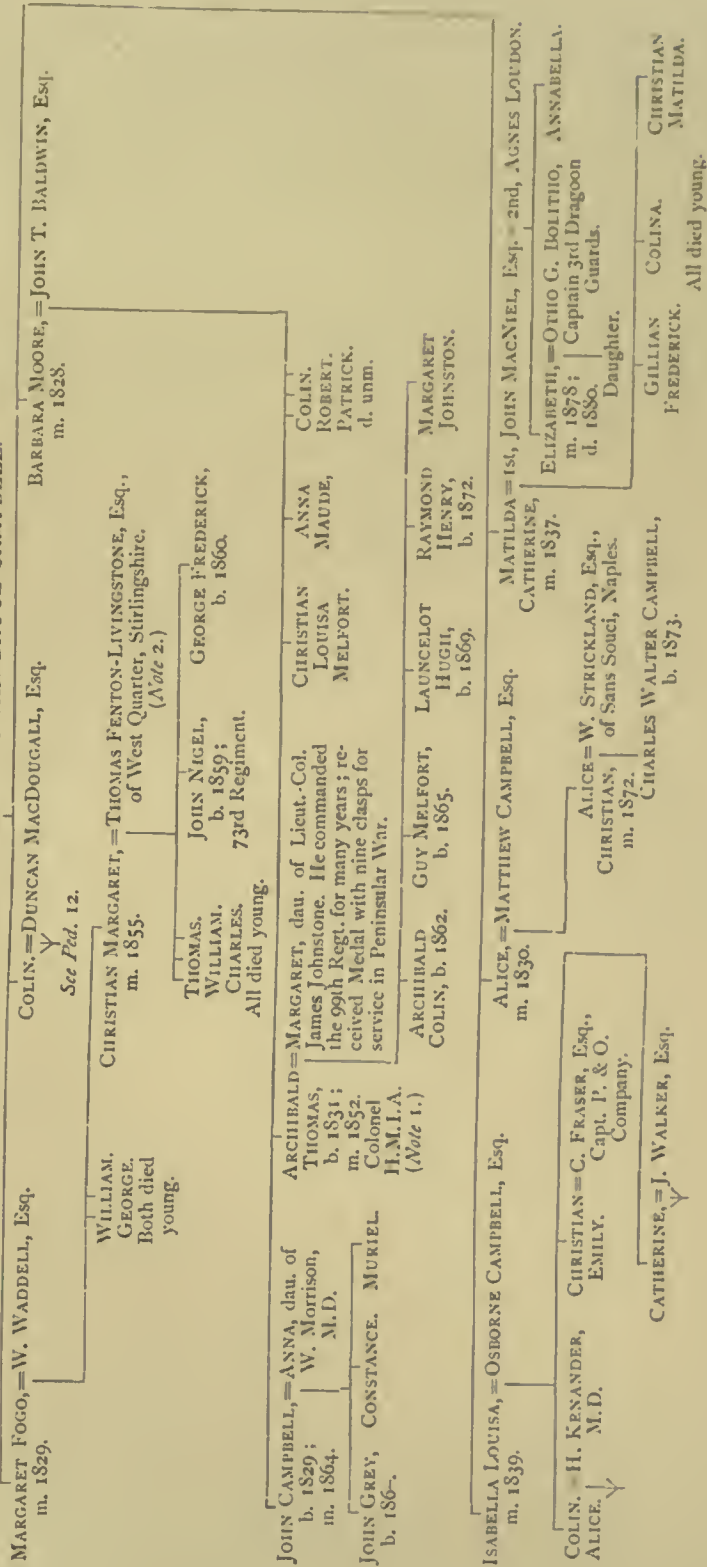 MARGARET FOGO,=W. WADDELL, Esq.
m. 1829.
COLIN.=DUNCAN MACDOUGALL, Esq.
See Ped. 12.
BARBARA MOORE,=JOHN T. BALDWIN, Esq.
m. 1828.
WILLIAM.
GEORGE.
Both died
young.
CHRISTIAN MARGARET,=THOMAS FENTON-LIVINGSTONE, Esq.,
m. 1855.
of West Quarter, Stirlingshire.
(Note 2.)
THOMAS.
WILLIAM.
CHARLES.
All died young.
JOHN NIGEL,
b. 1859;
73rd Regiment.
GEORGE FREDERICK,
b. 1860.
JOHN CAMPBELL,=ANNA, dau. of
b. 1829;
m. 1864.
W. Morrison,
M.D.
ARCHIBALD=MARGARET, dau. of Lieut.-Col.
THOMAS,
b. 1831;
m. 1852.
Colonel
H.M.I.A.
(Note 1.)
James Johnstone. He commanded
the 99th Regt. for many years; re-
ceived Medal with nine clasps for
service in Peninsular War.
CHRISTIAN
LOUISA
MELFORT.
ANNA
MAUDE,
COLIN.
ROBERT.
PATRICK.
d. unm.
JOHN GREY,
b. 186-.
CONSTANCE.
MURIEL.
ARCHIBALD
COLIN, b. 1862.
GUY MELFORT,
b. 1865.
LAUNCELOT
HUGH,
b. 1869.
RAYMOND
HENRY,
b. 1872.
MARGARET
JOHNSTON.
ISABELLA LOUISA,=OSBORNE CAMPBELL, Esq.
m. 1839.
ALICE,=MATTHEW CAMPBELL, Esq.
m. 1830.
MATILDA=1st, JOHN MACNIEL, Esq. = 2nd, AGNES LOUDON.
CATHERINE,
m. 1837.
COLIN.=H. KENANDER,
ALICE.
M.D.
CHRISTIAN=C. FRASER, Esq.,
EMILY.
Capt. P. & O.
Company.
CATHERINE,=J. WALKER, Esq.
ALICE=W. STRICKLAND, Esq.,
CHRISTIAN,
m. 1872.
of Sans Souci, Naples.
CHARLES WALTER CAMPBELL,
b. 1873.
ELIZABETH,=OTHO G. BOLITHO,
m. 1878;
d. 1880.
Captain 3rd Dragoon
Guards.
Daughter.
ANNABELLA.
GILLIAN
FREDERICK.
COLINA.
CHRISTIAN
MATILDA.
All died young.